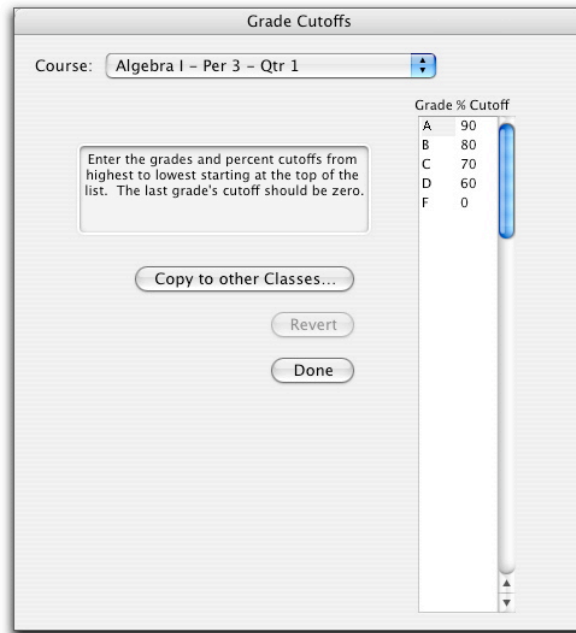 Grade Cutoffs
Course: Algebra I – Per 3 – Qtr 1
Grade % Cutoff
A 90
B 80
C 70
D 60
F 0
Enter the grades and percent cutoffs from
highest to lowest starting at the top of the
list. The last grade's cutoff should be zero.
Copy to other Classes...
Revert
Done